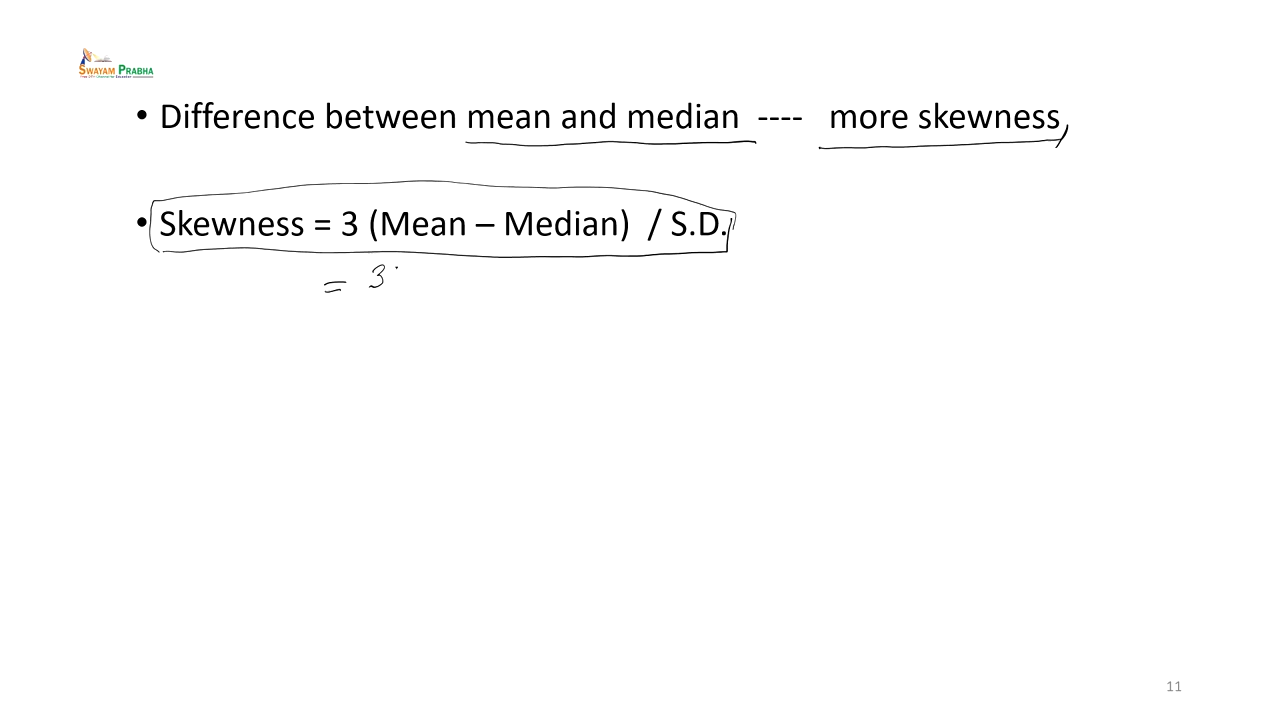 SWAYAM PRABHA
• Difference between mean and median ---- more skewness
• Skewness = 3 (Mean – Median) / S.D.
= 3
11